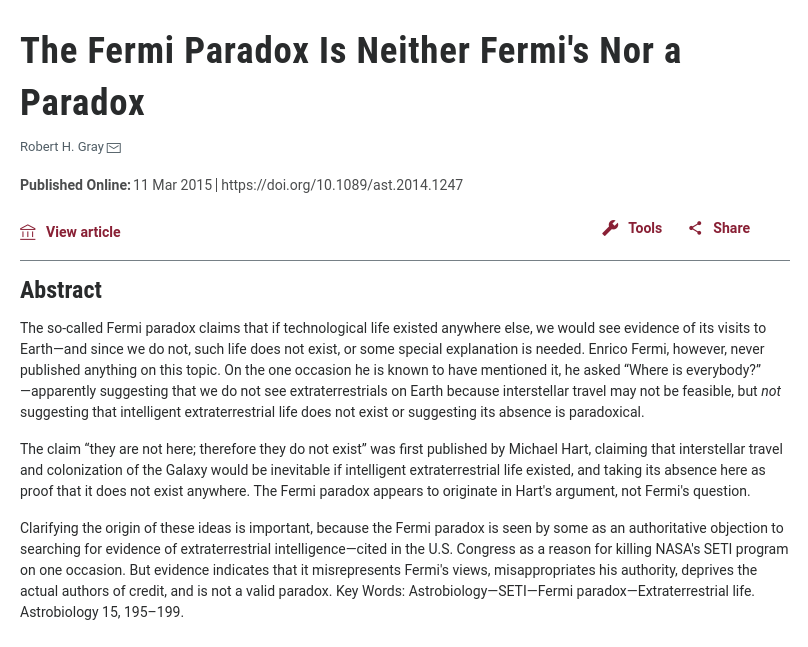 The Fermi Paradox Is Neither Fermi's Nor a
Paradox
Robert H. Gray
Published Online: 11 Mar 2015 | https://doi.org/10.1089/ast.2014.1247
View article
Tools
Share
Abstract
The so-called Fermi paradox claims that if technological life existed anywhere else, we would see evidence of its visits to
Earth—and since we do not, such life does not exist, or some special explanation is needed. Enrico Fermi, however, never
published anything on this topic. On the one occasion he is known to have mentioned it, he asked “Where is everybody?”
—apparently suggesting that we do not see extraterrestrials on Earth because interstellar travel may not be feasible, but not
suggesting that intelligent extraterrestrial life does not exist or suggesting its absence is paradoxical.
The claim “they are not here; therefore they do not exist” was first published by Michael Hart, claiming that interstellar travel
and colonization of the Galaxy would be inevitable if intelligent extraterrestrial life existed, and taking its absence here as
proof that it does not exist anywhere. The Fermi paradox appears to originate in Hart's argument, not Fermi's question.
Clarifying the origin of these ideas is important, because the Fermi paradox is seen by some as an authoritative objection to
searching for evidence of extraterrestrial intelligence—cited in the U.S. Congress as a reason for killing NASA's SETI program
on one occasion. But evidence indicates that it misrepresents Fermi's views, misappropriates his authority, deprives the
actual authors of credit, and is not a valid paradox. Key Words: Astrobiology—SETI—Fermi paradox—Extraterrestrial life.
Astrobiology 15, 195–199.